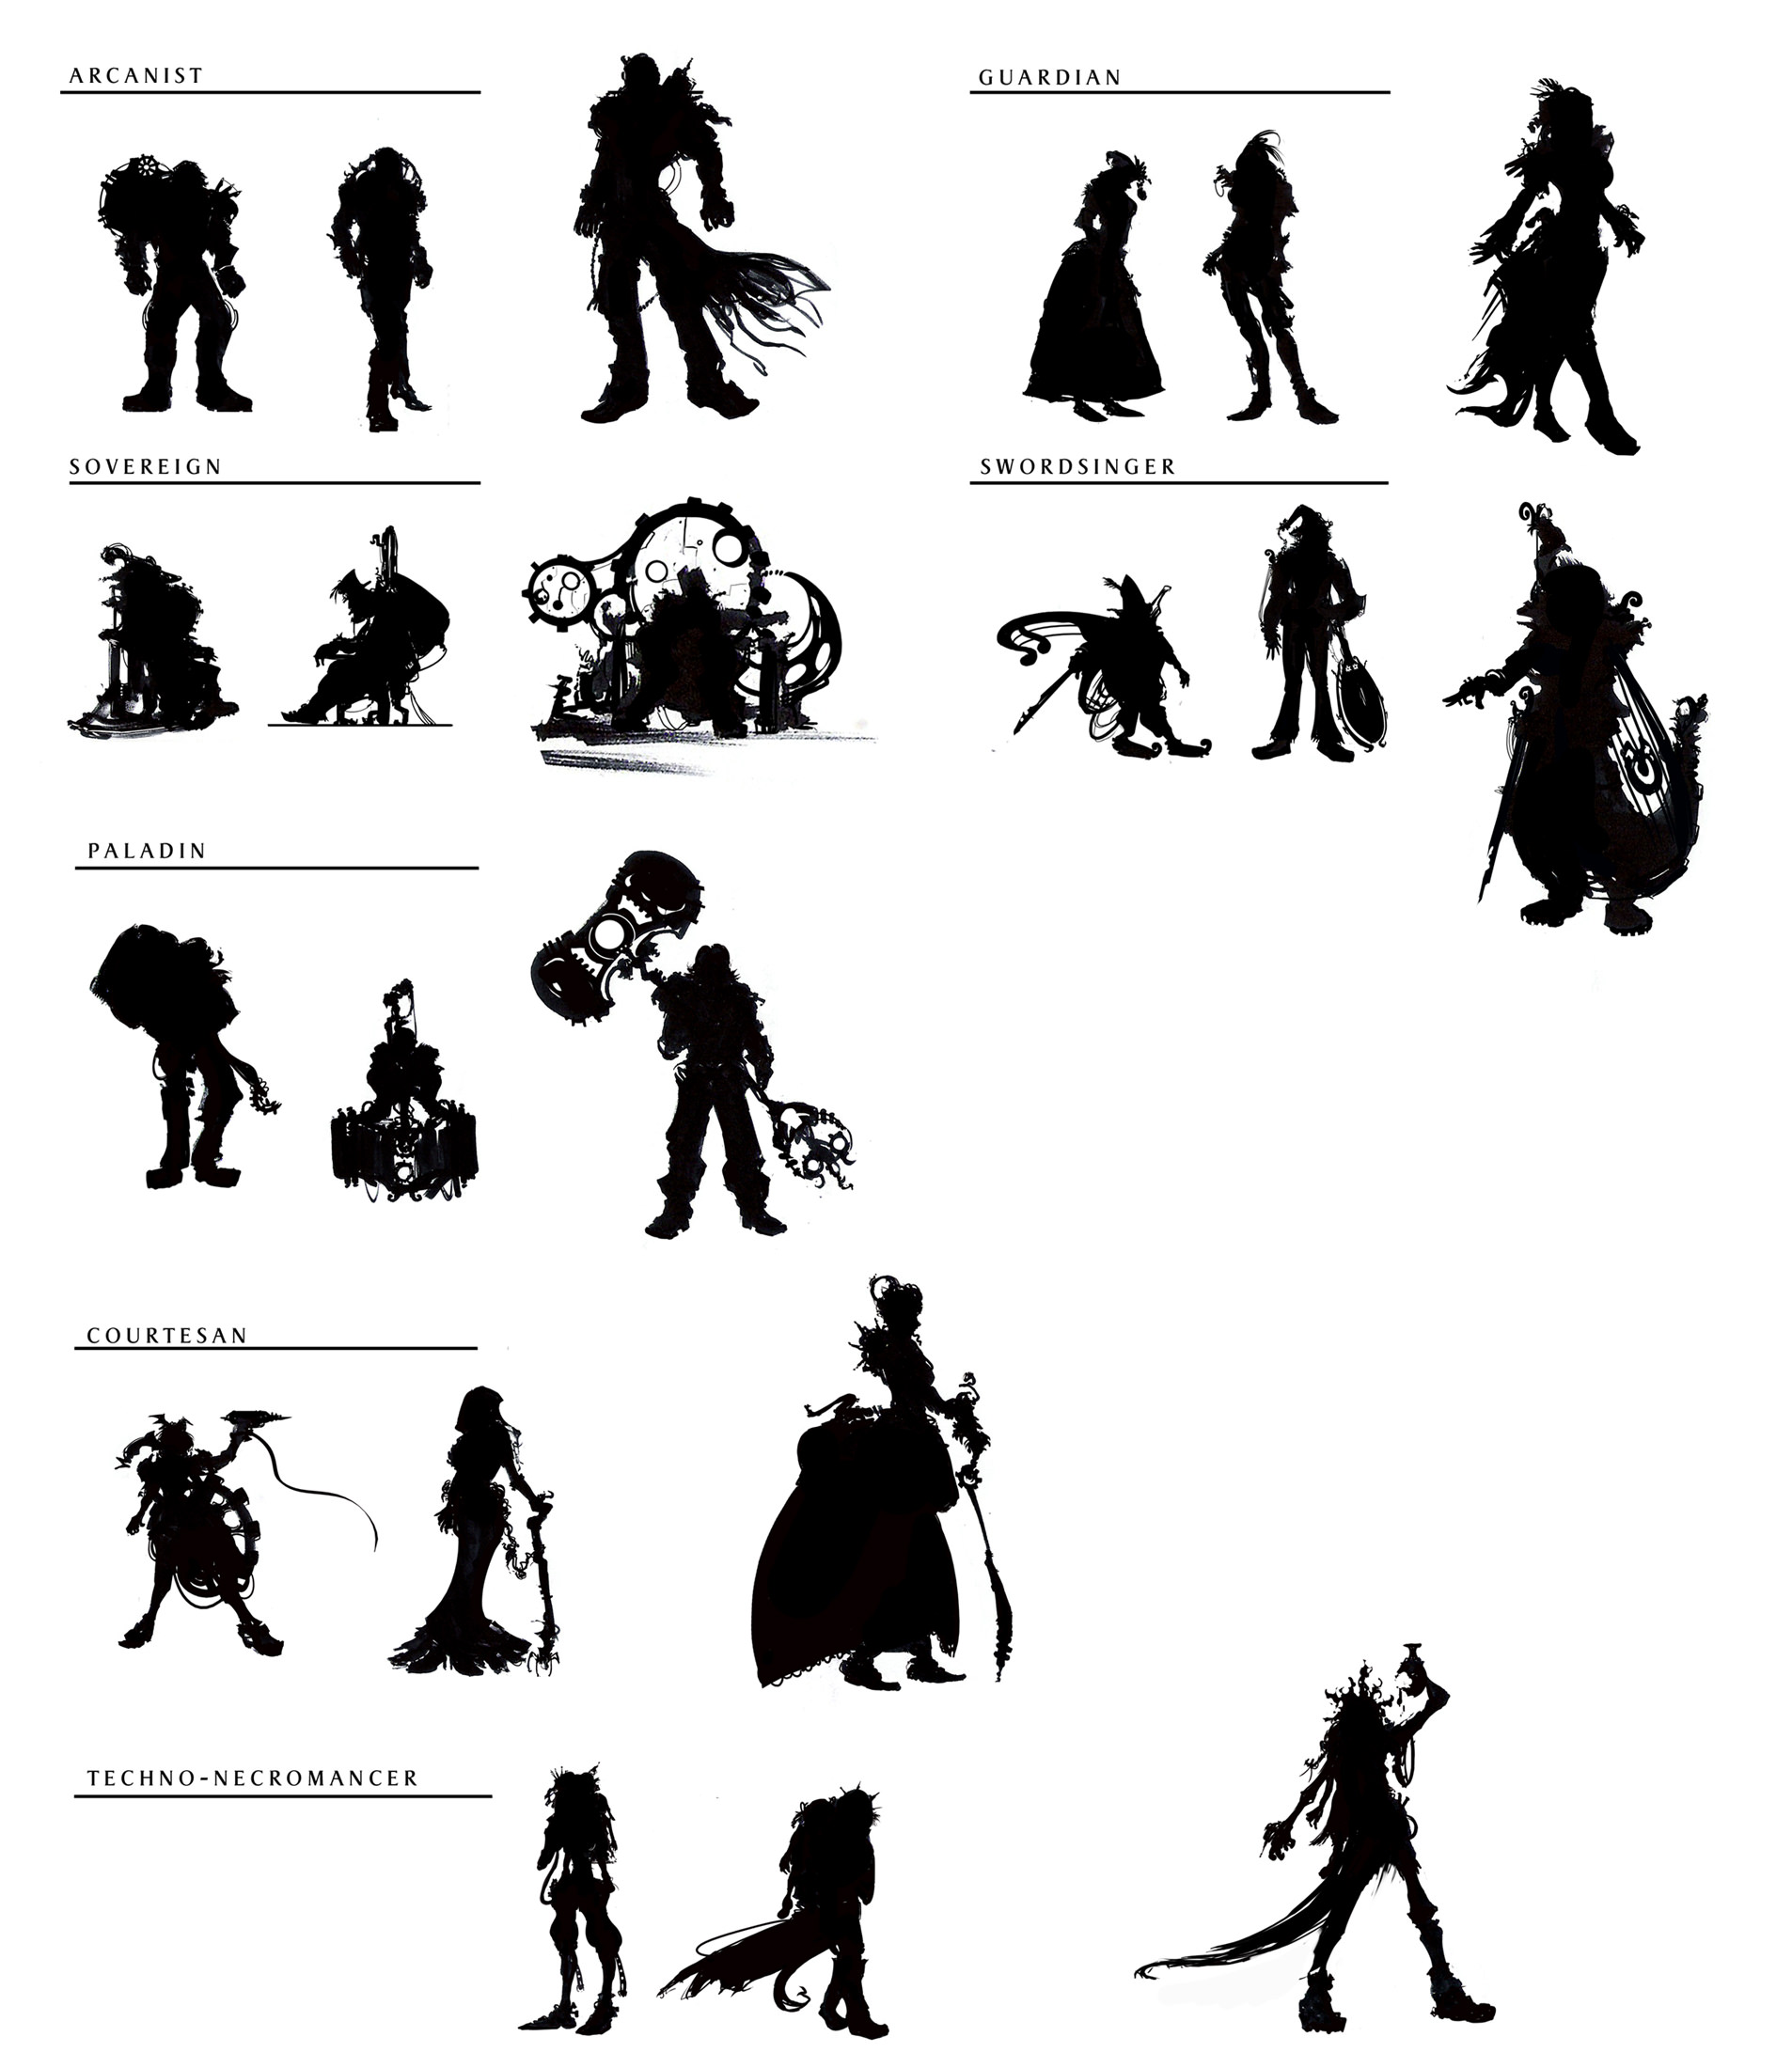 ARCANIST
GUARDIAN
SOVEREIGN
SWORDSINGER
PALADIN
COURTESAN
TECHNO-NECROMANCER